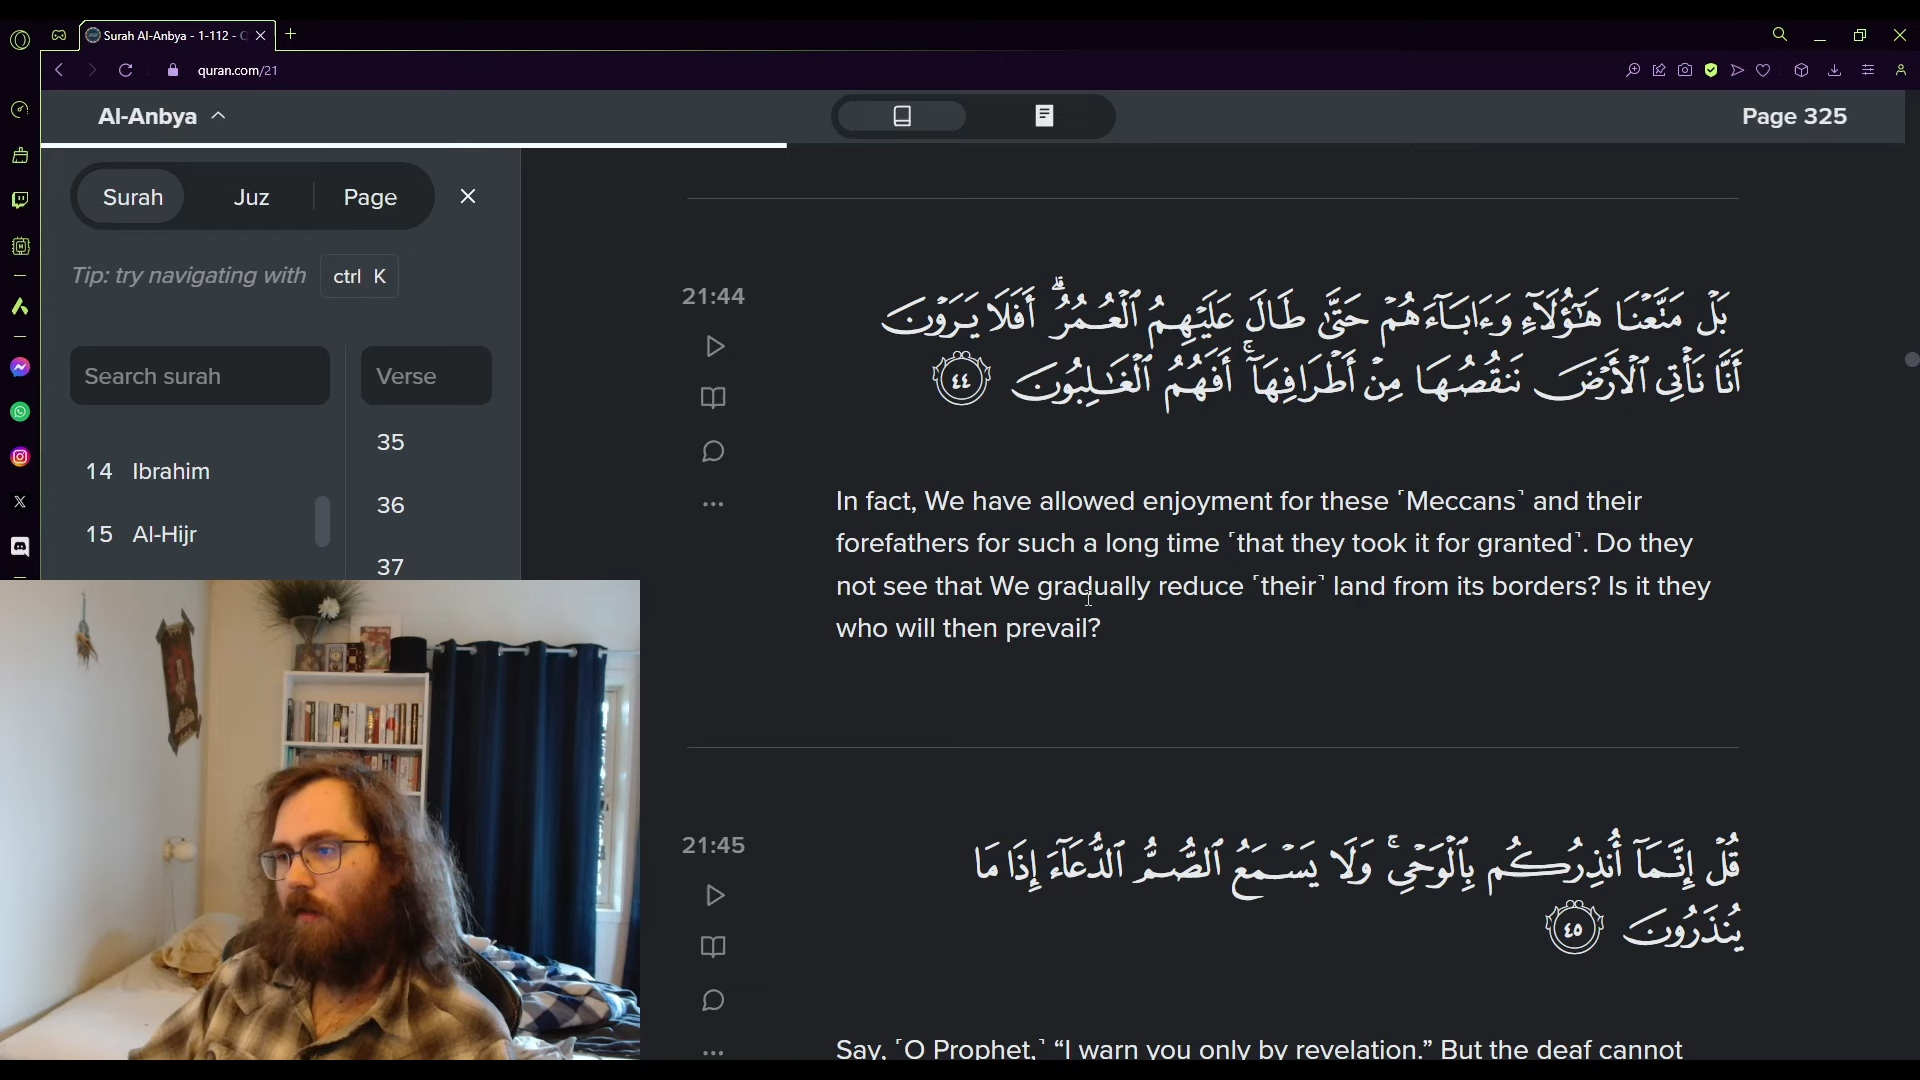 Surah Al-Anbya - 1-112 -
quran.com/21
Al-Anbya
Page 325
Surah
Juz
Page
Tip: try navigating with
ctrl K
Search surah
Verse
14 Ibrahim
15 Al-Hijr
35
36
37
21:44
بَلْ مَتَّعْنَا هَـٰٓؤُلَآءِ وَءَابَآءَهُمْ حَتَّىٰ طَالَ عَلَيْهِمُ ٱلْعُمُرُ ۗ أَفَلَا يَرَوْنَ
أَنَّا نَأْتِى ٱلْأَرْضَ نَنقُصُهَا مِنْ أَطْرَافِهَآ ۚ أَفَهُمُ ٱلْغَـٰلِبُونَ ٤٤
In fact, We have allowed enjoyment for these ˹Meccans˺ and their
forefathers for such a long time ˹that they took it for granted˺. Do they
not see that We gradually reduce ˹their˺ land from its borders? Is it they
who will then prevail?
21:45
قُلْ إِنَّمَآ أُنذِرُكُم بِٱلْوَحْىِ ۚ وَلَا يَسْمَعُ ٱلصُّمُّ ٱلدُّعَآءَ إِذَا مَا
يُنذَرُونَ ٤٥
Say, ˹O Prophet,˺ “I warn you only by revelation.” But the deaf cannot